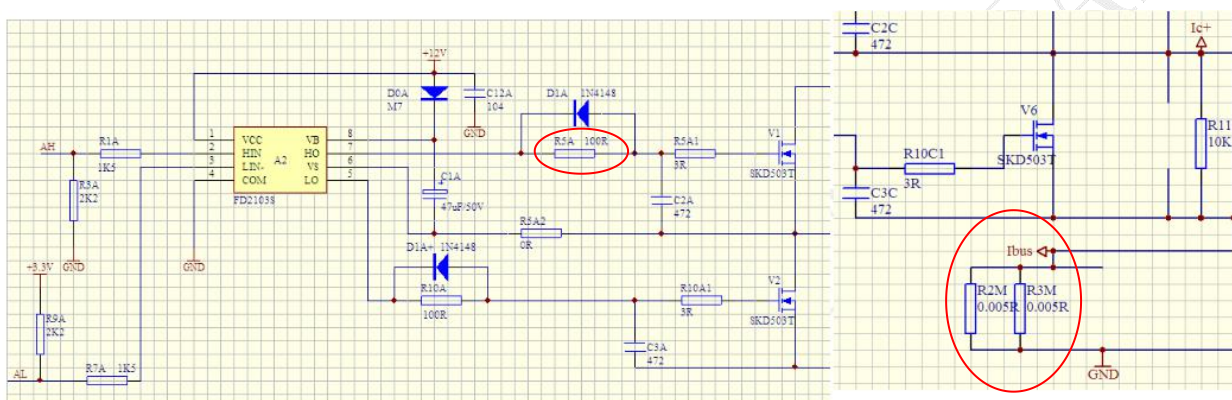 +12V
D0A
M7
C12A
104
GND
D1A 1N4148
R5A 100R
AH
R1A
1K5
R3A
2K2
GND
1 VCC VB 8
2 HIN HO 7
3 LIN- VS 6
4 COM LO 5
A2
FD2103S
GND
C1A
47uF/50V
R5A1
3R
V1
SKD503T
C2A
472
R5A2
0R
D1A+ 1N4148
R10A
100R
R10A1
3R
V2
SKD503T
C3A
472
+3.3V
R9A
2K2
AL
R7A 1K5
C2C
472
Ic+
V6
SKD503T
R11
10K
R10C1
3R
C3C
472
Ibus
R2M
0.005R
R3M
0.005R
GND